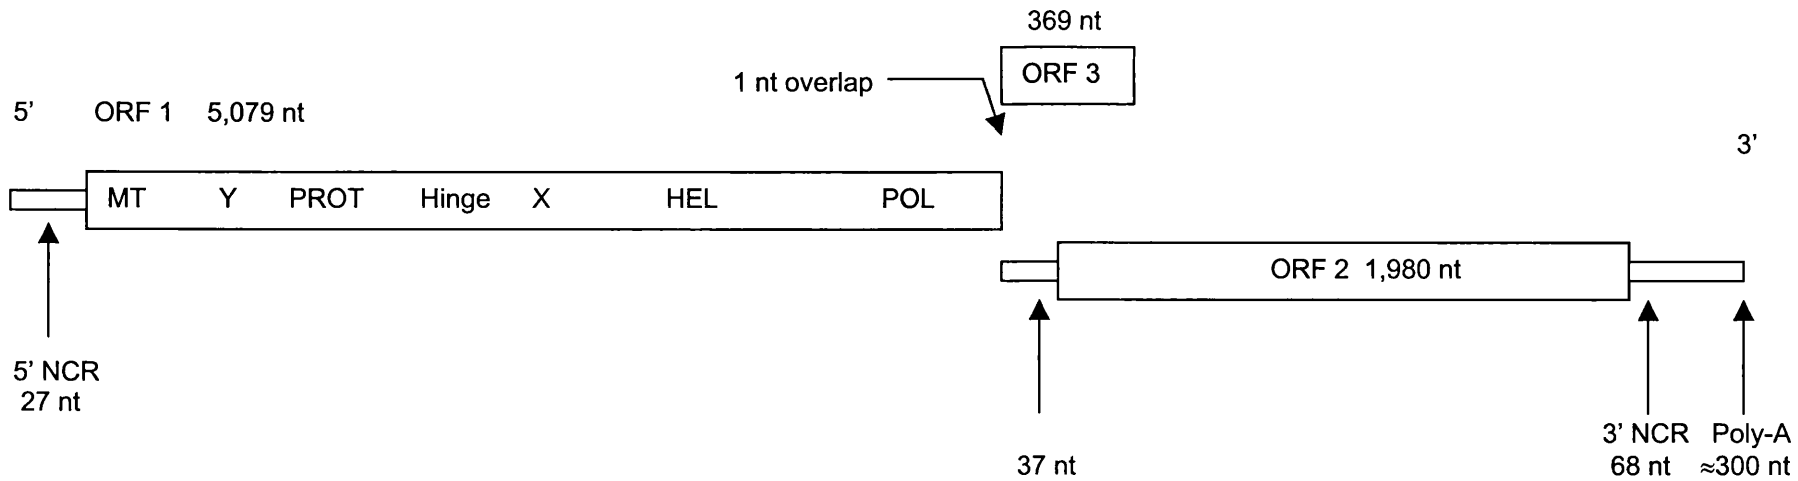 369 nt
ORF 3
1 nt overlap
5’ ORF 1 5,079 nt
3’
MT Y PROT Hinge X HEL POL
ORF 2 1,980 nt
5’ NCR
27 nt
37 nt
3’ NCR Poly-A
68 nt ≈300 nt